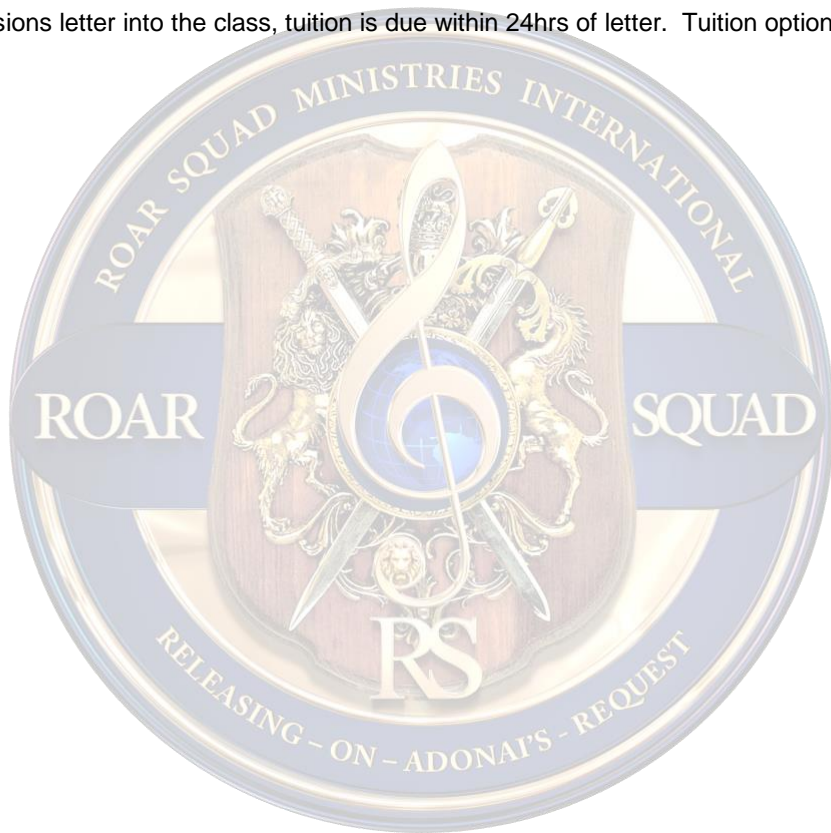 sions letter into the class, tuition is due within 24hrs of letter.  Tuition option
ROAR SQUAD MINISTRIES INTERNATIONAL
ROAR
SQUAD
RS
RELEASING – ON – ADONAI'S - REQUEST